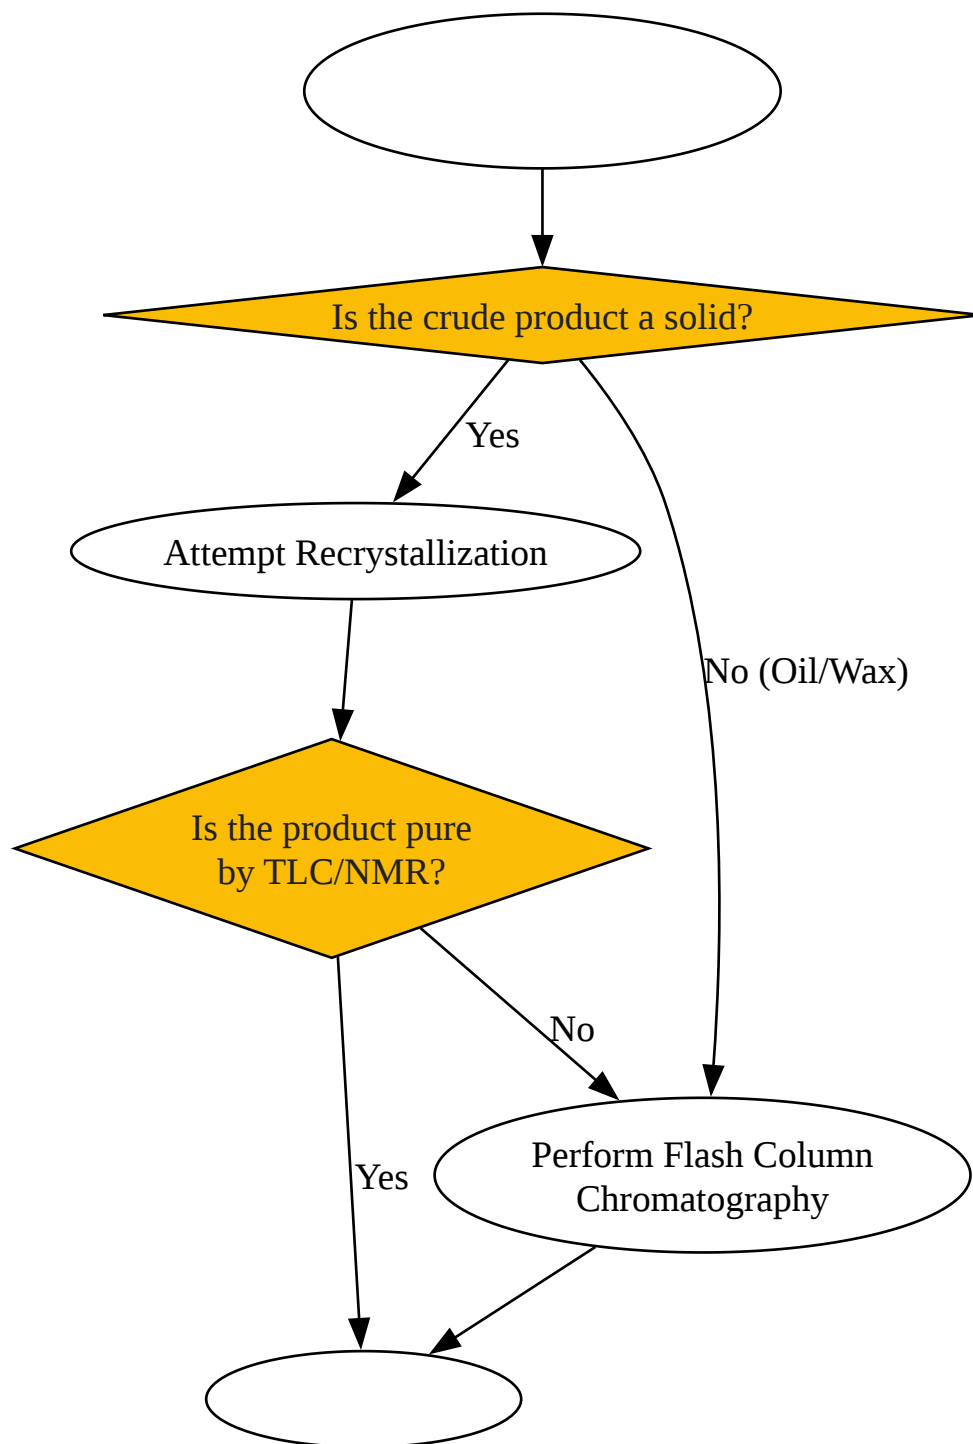 Is the crude product a solid?
Yes
Attempt Recrystallization
No (Oil/Wax)
Is the product pure
by TLC/NMR?
No
Perform Flash Column
Chromatography
Yes